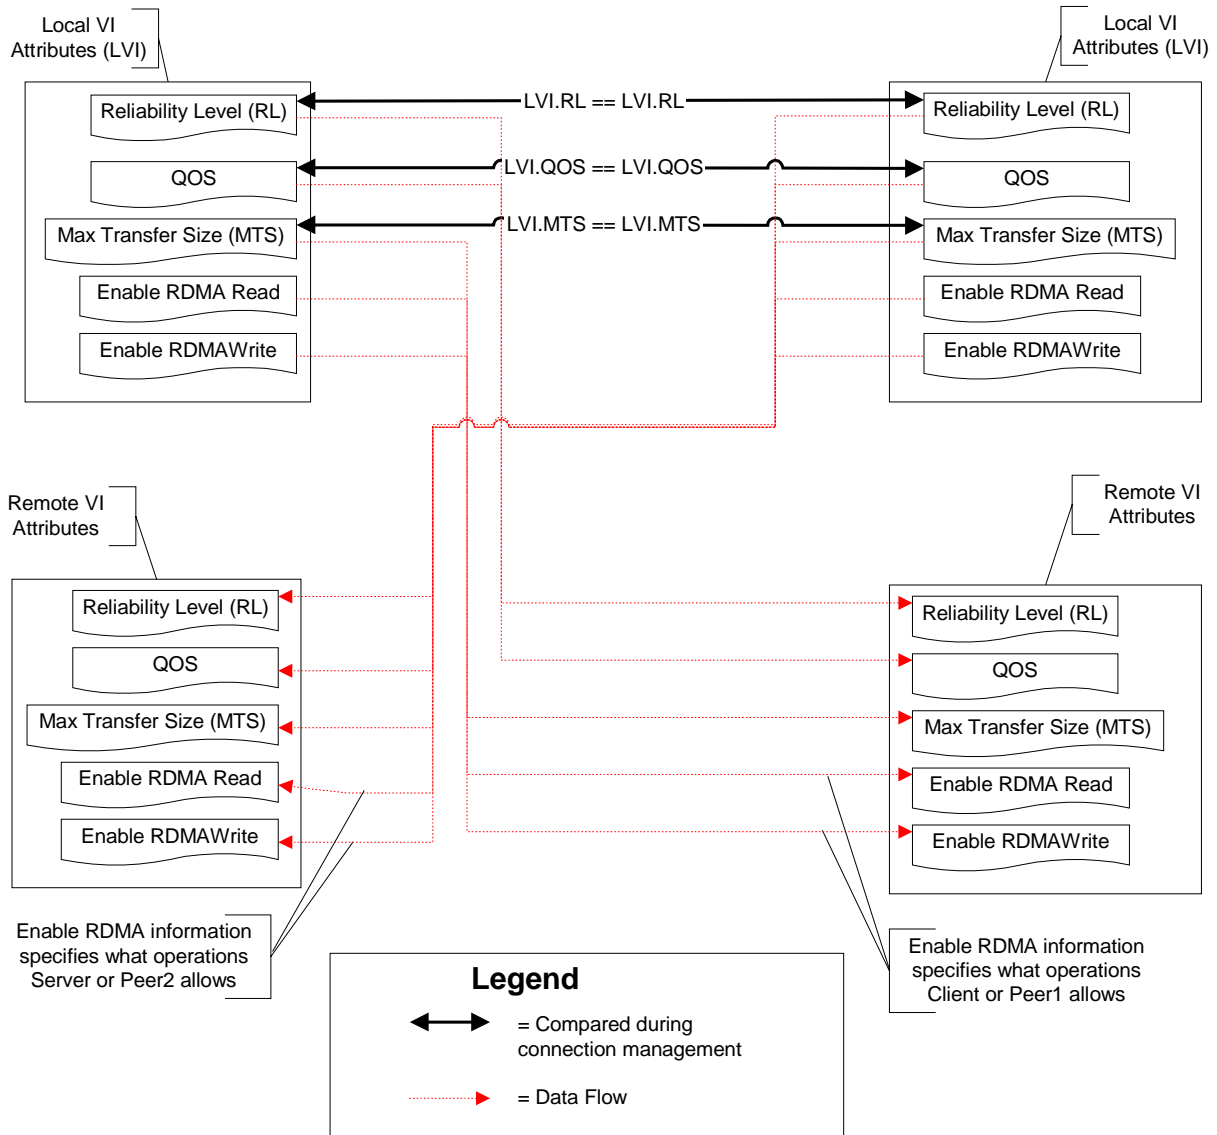 Local VI
Attributes (LVI)
Local VI
Attributes (LVI)
Reliability Level (RL)
LVI.RL == LVI.RL
Reliability Level (RL)
QOS
LVI.QOS == LVI.QOS
QOS
Max Transfer Size (MTS)
LVI.MTS == LVI.MTS
Max Transfer Size (MTS)
Enable RDMA Read
Enable RDMA Read
Enable RDMAWrite
Enable RDMAWrite
Remote VI
Attributes
Remote VI
Attributes
Reliability Level (RL)
QOS
Max Transfer Size (MTS)
Enable RDMA Read
Enable RDMAWrite
Reliability Level (RL)
QOS
Max Transfer Size (MTS)
Enable RDMA Read
Enable RDMAWrite
Enable RDMA information
specifies what operations
Server or Peer2 allows
Enable RDMA information
specifies what operations
Client or Peer1 allows
Legend
= Compared during
connection management
= Data Flow